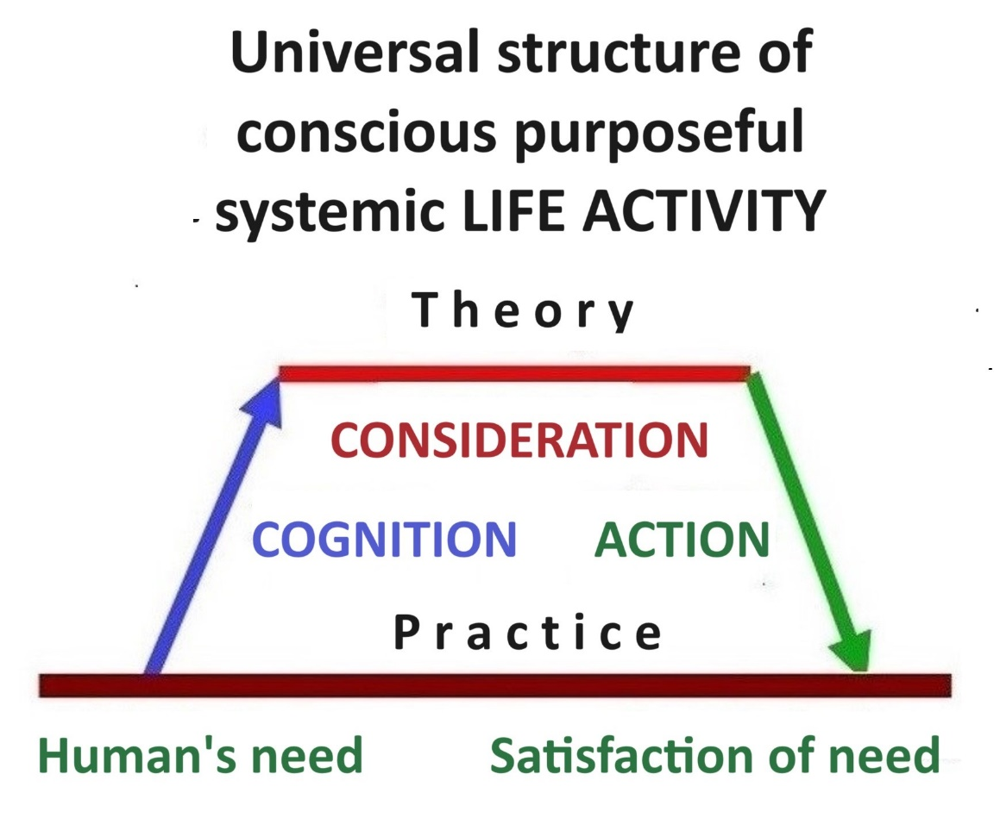 Universal structure of
conscious purposeful
systemic LIFE ACTIVITY
Theory
CONSIDERATION
COGNITION ACTION
Practice
Human's need Satisfaction of need